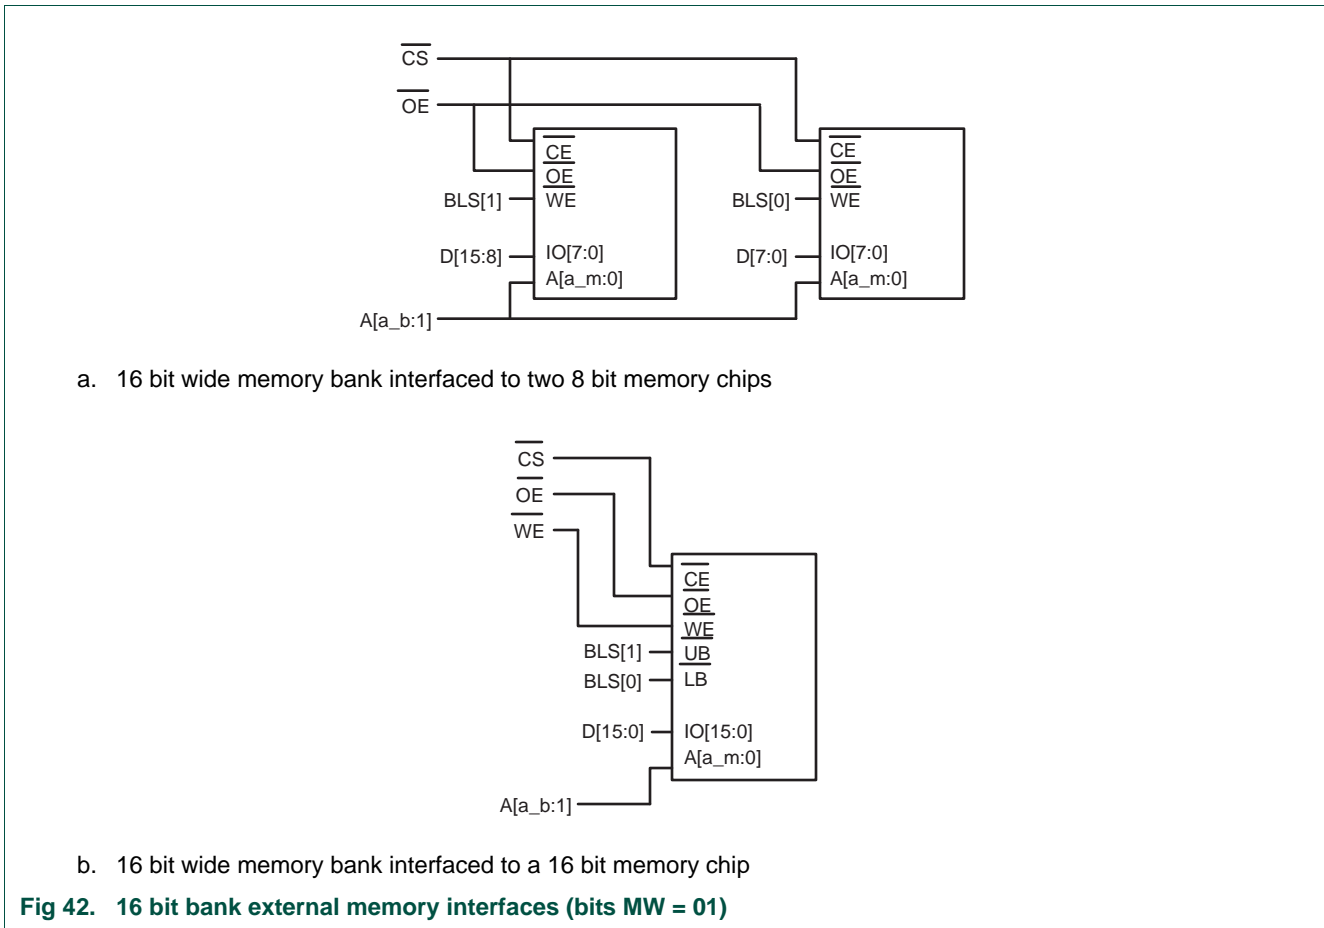 CS
OE
CE
OE
WE
BLS[1]
D[15:8]
IO[7:0]
A[a_m:0]
CE
OE
WE
BLS[0]
D[7:0]
IO[7:0]
A[a_m:0]
A[a_b:1]
a. 16 bit wide memory bank interfaced to two 8 bit memory chips
CS
OE
WE
CE
OE
WE
BLS[1]
UB
BLS[0]
LB
D[15:0]
IO[15:0]
A[a_m:0]
A[a_b:1]
b. 16 bit wide memory bank interfaced to a 16 bit memory chip
Fig 42. 16 bit bank external memory interfaces (bits MW = 01)